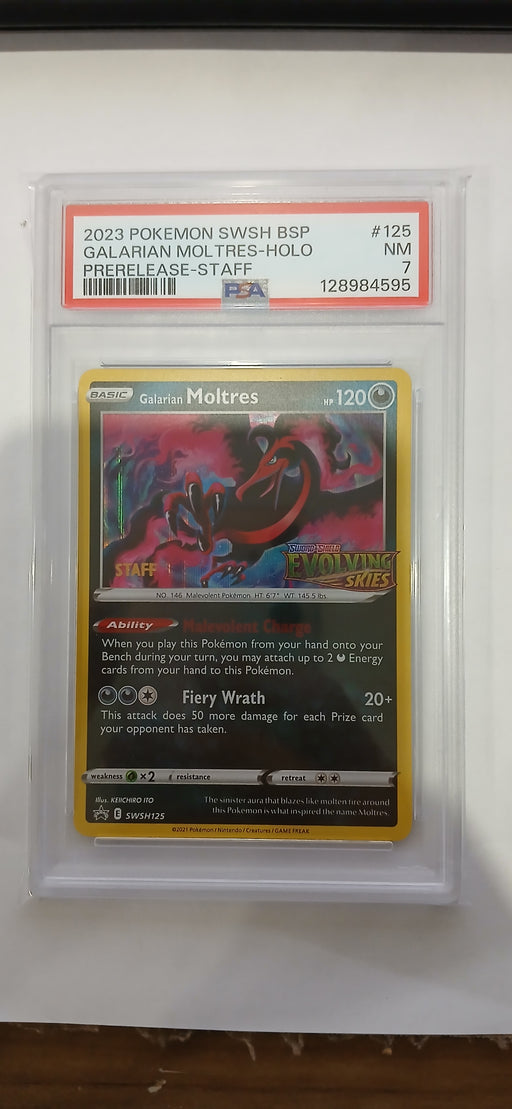 2023 POKEMON SWSH BSP #125
GALARIAN MOLTRES-HOLO NM
PRERELEASE-STAFF 7
PSA 128984595
BASIC Galarian Moltres HP 120
SWORD & SHIELD
EVOLVING
SKIES
STAFF
NO. 146 Malevolent Pokémon HT: 6'7" WT: 145.5 lbs
Ability Malevolent Charge
When you play this Pokémon from your hand onto your
Bench during your turn, you may attach up to 2 Energy
cards from your hand to this Pokémon.
Fiery Wrath 20+
This attack does 50 more damage for each Prize card
your opponent has taken.
weakness ×2 resistance retreat
Illus. KEIICHIRO ITO
The sinister aura that blazes like molten fire around
this Pokémon is what inspired the name Moltres.
E SWSH125
©2021 Pokémon / Nintendo / Creatures / GAME FREAK